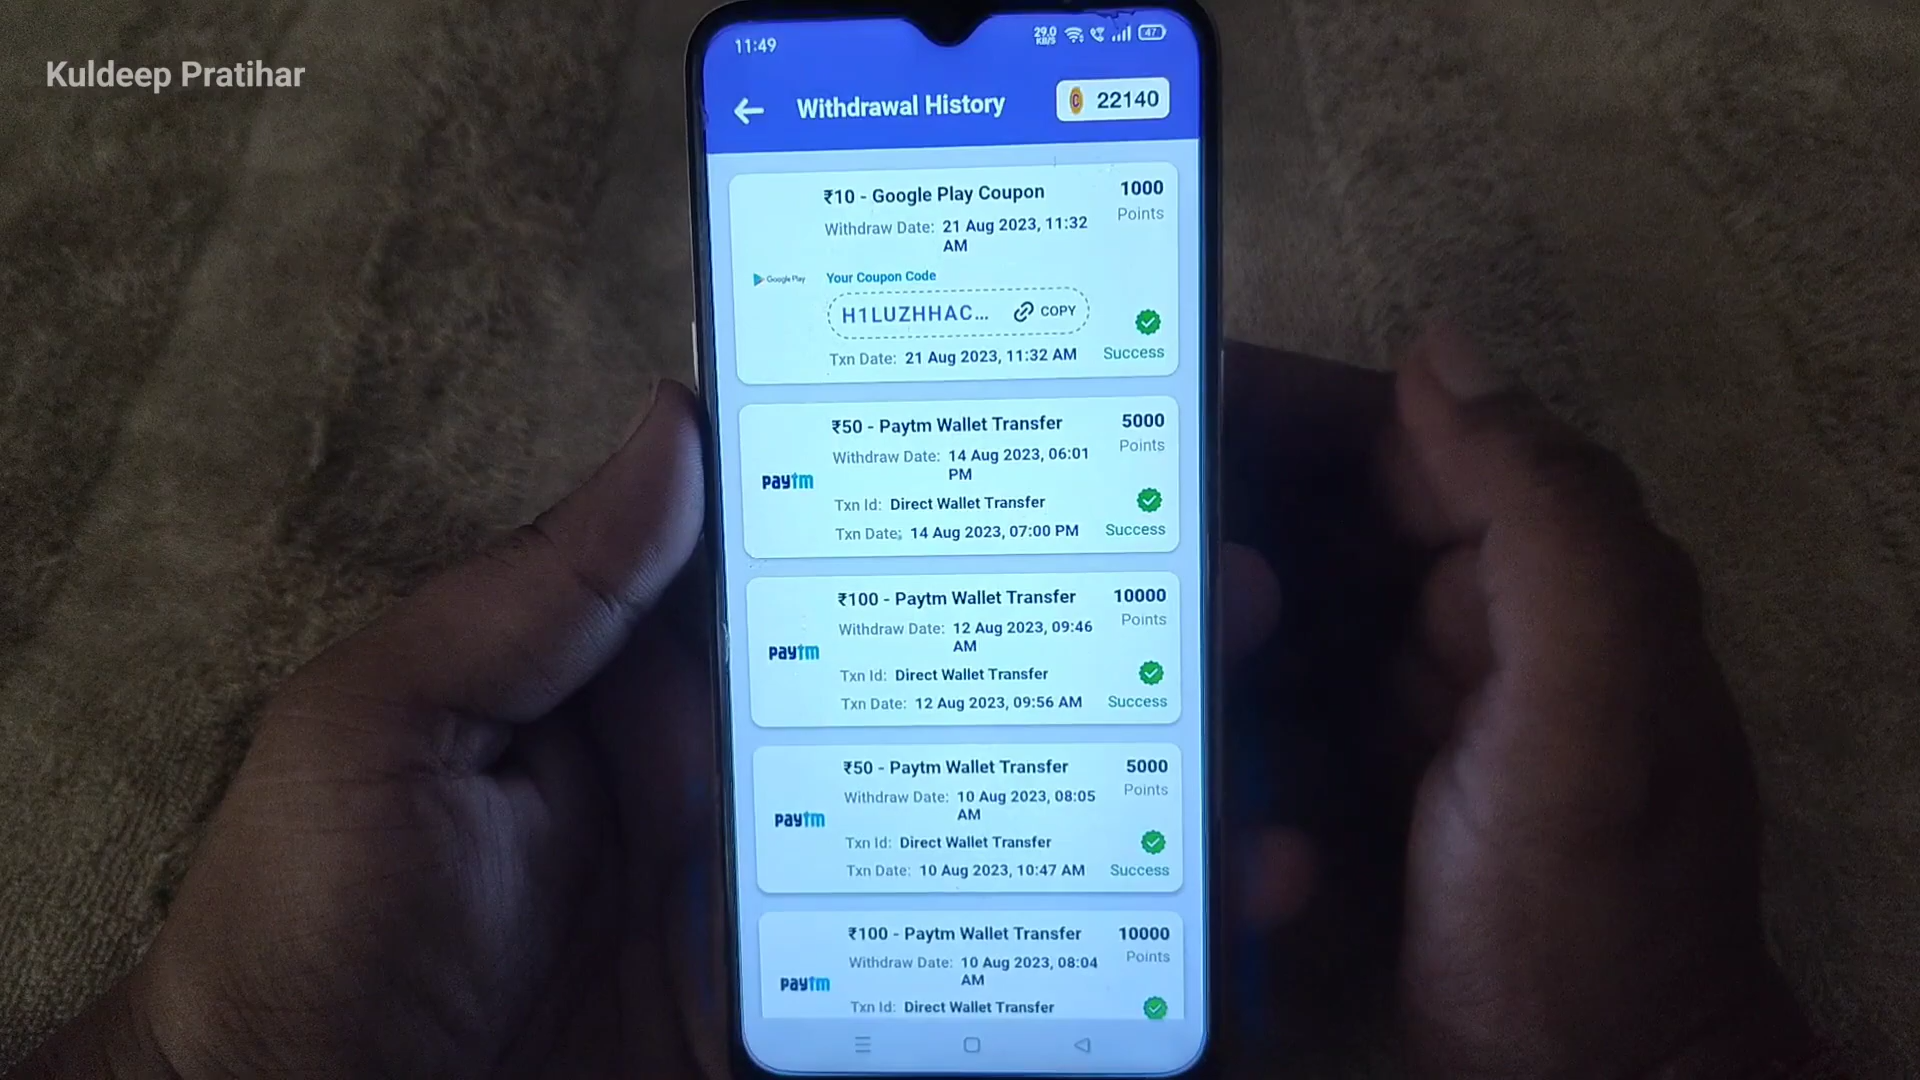 Kuldeep Pratihar
11:49
29.0
KB/S
47
Withdrawal History
22140
₹10 - Google Play Coupon
1000
Points
Withdraw Date: 21 Aug 2023, 11:32
AM
Google Play
Your Coupon Code
H1LUZHHAC...
COPY
Txn Date: 21 Aug 2023, 11:32 AM
Success
₹50 - Paytm Wallet Transfer
5000
Points
Withdraw Date: 14 Aug 2023, 06:01
PM
paytm
Txn Id: Direct Wallet Transfer
Txn Date: 14 Aug 2023, 07:00 PM
Success
₹100 - Paytm Wallet Transfer
10000
Points
Withdraw Date: 12 Aug 2023, 09:46
AM
paytm
Txn Id: Direct Wallet Transfer
Txn Date: 12 Aug 2023, 09:56 AM
Success
₹50 - Paytm Wallet Transfer
5000
Points
Withdraw Date: 10 Aug 2023, 08:05
AM
paytm
Txn Id: Direct Wallet Transfer
Txn Date: 10 Aug 2023, 10:47 AM
Success
₹100 - Paytm Wallet Transfer
10000
Points
Withdraw Date: 10 Aug 2023, 08:04
AM
paytm
Txn Id: Direct Wallet Transfer